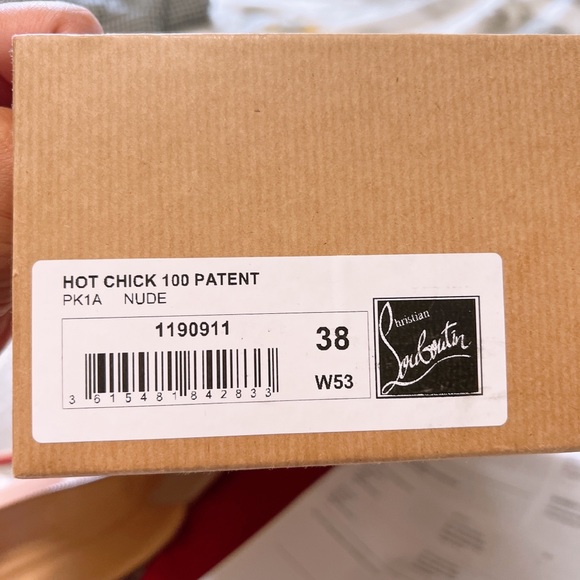 HOT CHICK 100 PATENT
PK1A NUDE
1190911
38
3 615481 842833
W53
Christian
Louboutin